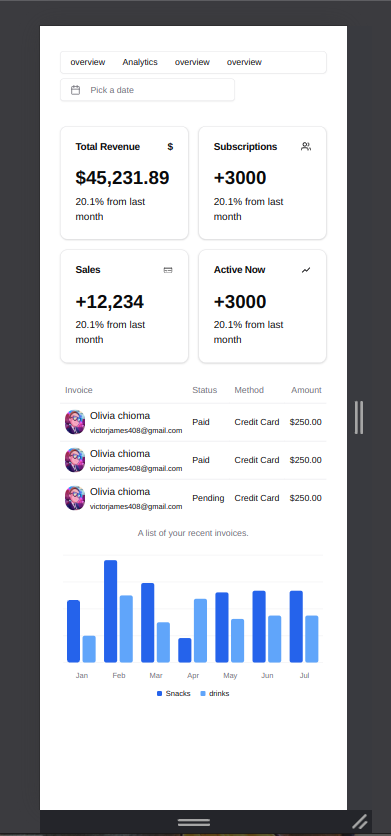 overview Analytics overview overview
Pick a date
Total Revenue $
$45,231.89
20.1% from last
month
Subscriptions
+3000
20.1% from last
month
Sales
+12,234
20.1% from last
month
Active Now
+3000
20.1% from last
month
Invoice Status Method Amount
Olivia chioma
victorjames408@gmail.com
Paid Credit Card $250.00
Olivia chioma
victorjames408@gmail.com
Paid Credit Card $250.00
Olivia chioma
victorjames408@gmail.com
Pending Credit Card $250.00
A list of your recent invoices.
Jan Feb Mar Apr May Jun Jul
Snacks drinks